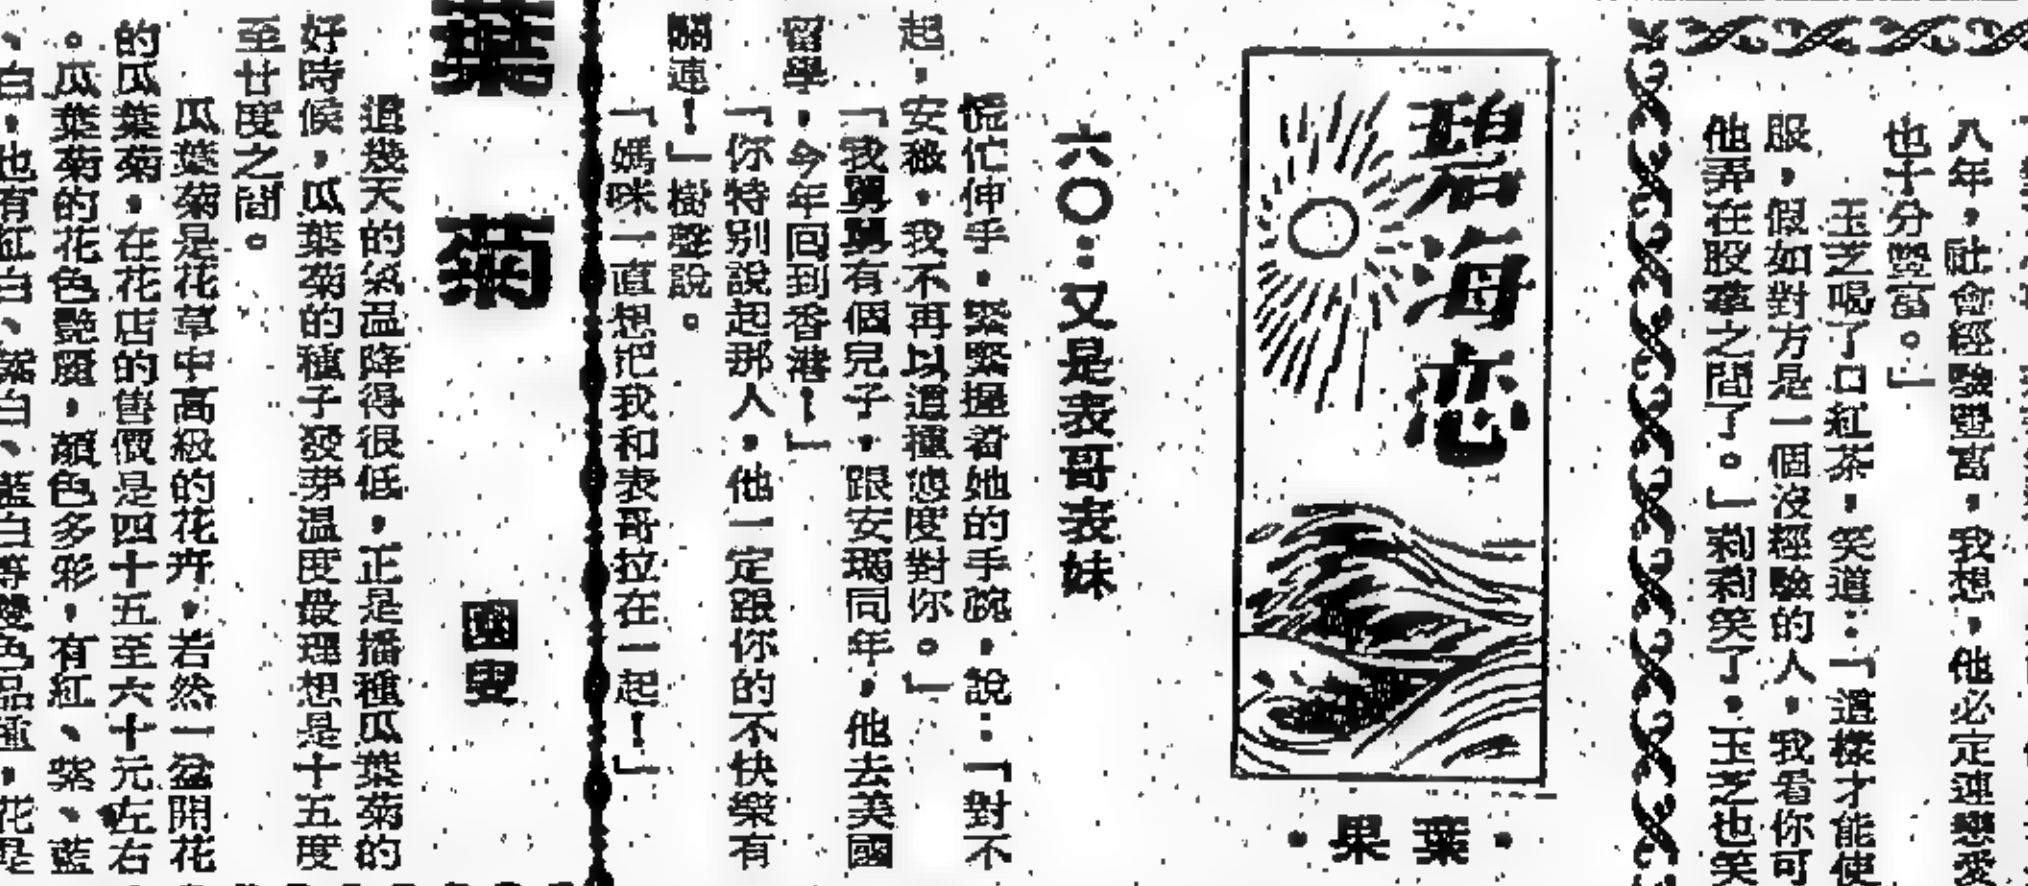 八年，社會經驗豐富，我想，他必定連戀愛
也十分豐富。」
玉芝喝了口紅茶，笑道：「這樣才能使
服，假如對方是一個沒經驗的人，我看你可
他弄在股掌之間了。」剎剎笑了，玉芝也笑
碧海恋
葉果
六〇：又是表哥表妹
慌忙伸手，緊緊握着她的手腕，說：「對不
起，安薇，我不再以這種態度對你。」
「我舅舅有個兒子，跟安瑪同年，他去美國
留學，今年回到香港！」
「你特別說起那人，他一定跟你的不快樂有
關連！」樹聲說。
「媽咪一直想把我和表哥拉在一起！」
葉菊
國安
這幾天的氣温降得很低，正是播種瓜葉菊的
好時候，瓜葉菊的種子發芽温度最理想是十五度
至廿度之間。
瓜葉菊是花草中高級的花卉，若然一盆開花
的瓜葉菊，在花店的售價是四十五至六十元左右
。瓜葉菊的花色艷麗，顏色多彩，有紅、紫、藍
、白，也有紅白、紫白、藍白等雙色品種，花是